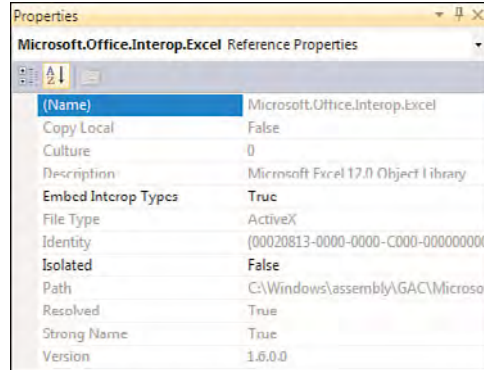 Properties
Microsoft.Office.Interop.Excel Reference Properties
(Name) Microsoft.Office.Interop.Excel
Copy Local False
Culture 0
Description Microsoft Excel 12.0 Object Library
Embed Interop Types True
File Type ActiveX
Identity {00020813-0000-0000-C000-000000000
Isolated False
Path C:\Windows\assembly\GAC\Microso
Resolved True
Strong Name True
Version 1.6.0.0